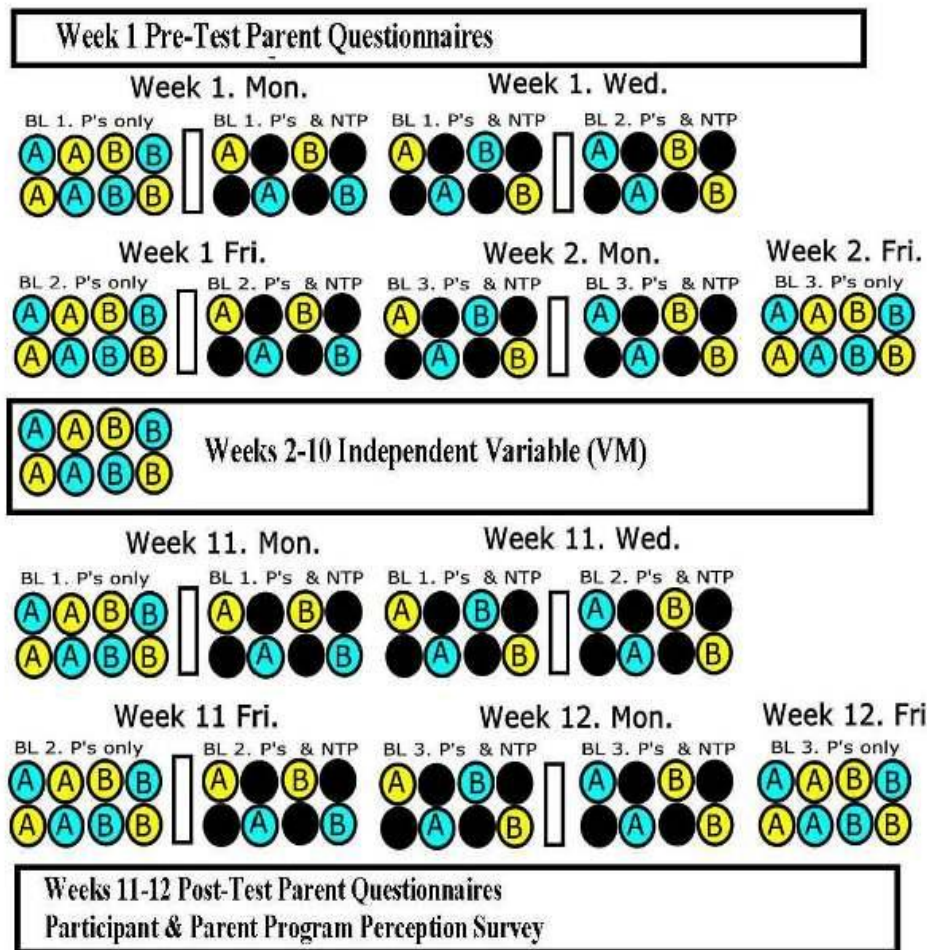 Week 1 Pre-Test Parent Questionnaires
Week 1. Mon. Week 1. Wed.
BL 1. P's only BL 1. P's & NTP BL 1. P's & NTP BL 2. P's & NTP
A A B B A B A B A B
A A B B A B A B A B
Week 1 Fri. Week 2. Mon. Week 2. Fri.
BL 2. P's only BL 2. P's & NTP BL 3. P's & NTP BL 3. P's & NTP BL 3. P's only
A A B B A B A B A B A A B B
A A B B A B A B A B A A B B
A A B B
Weeks 2-10 Independent Variable (VM)
A A B B
Week 11. Mon. Week 11. Wed.
BL 1. P's only BL 1. P's & NTP BL 1. P's & NTP BL 2. P's & NTP
A A B B A B A B A B
A A B B A B A B A B
Week 11 Fri. Week 12. Mon. Week 12. Fri
BL 2. P's only BL 2. P's & NTP BL 3. P's & NTP BL 3. P's & NTP BL 3. P's only
A A B B A B A B A B A A B B
A A B B A B A B A B A A B B
Weeks 11-12 Post-Test Parent Questionnaires
Participant & Parent Program Perception Survey